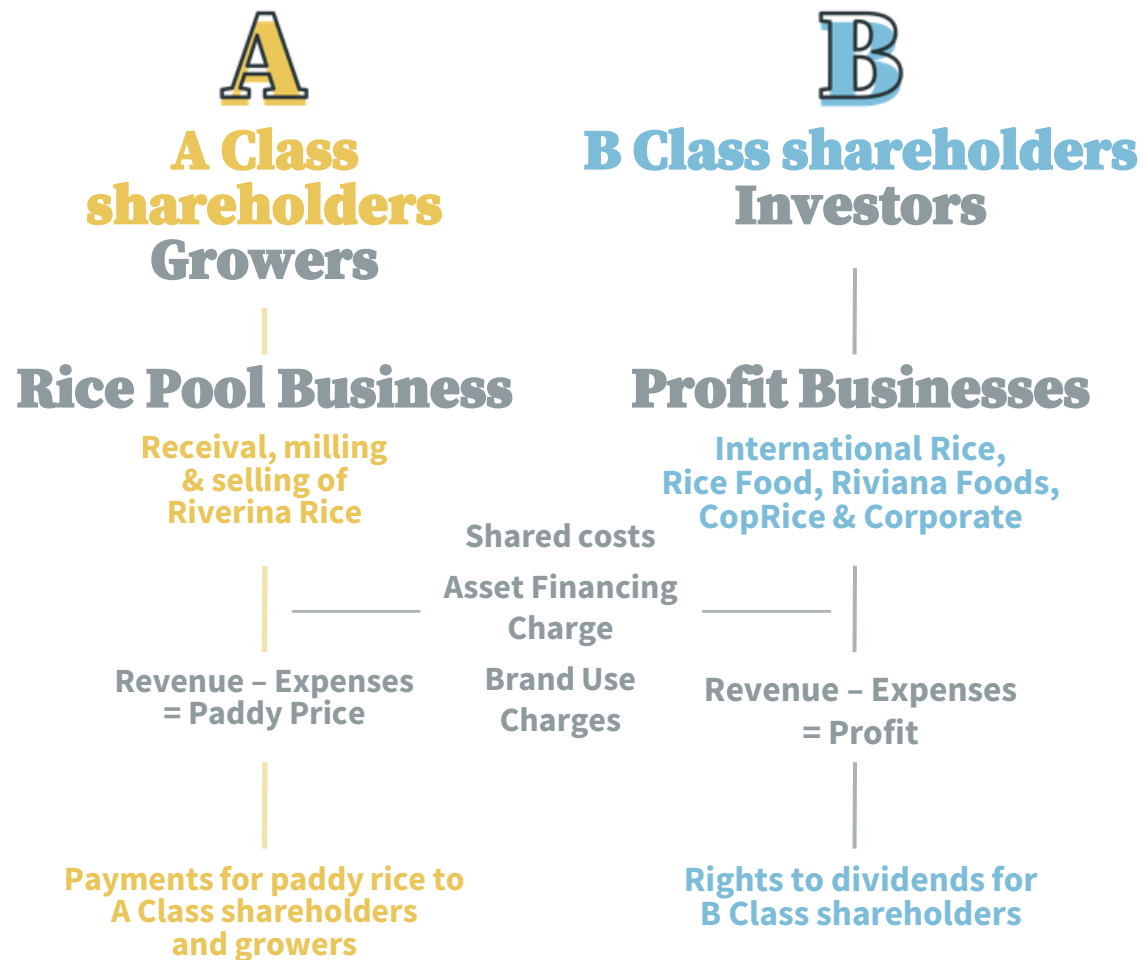 A
A Class
shareholders
Growers
Rice Pool Business
Receival, milling
& selling of
Riverina Rice
Revenue – Expenses
= Paddy Price
Payments for paddy rice to
A Class shareholders
and growers
Shared costs
Asset Financing
Charge
Brand Use
Charges
B
B Class shareholders
Investors
Profit Businesses
International Rice,
Rice Food, Riviana Foods,
CopRice & Corporate
Revenue – Expenses
= Profit
Rights to dividends for
B Class shareholders